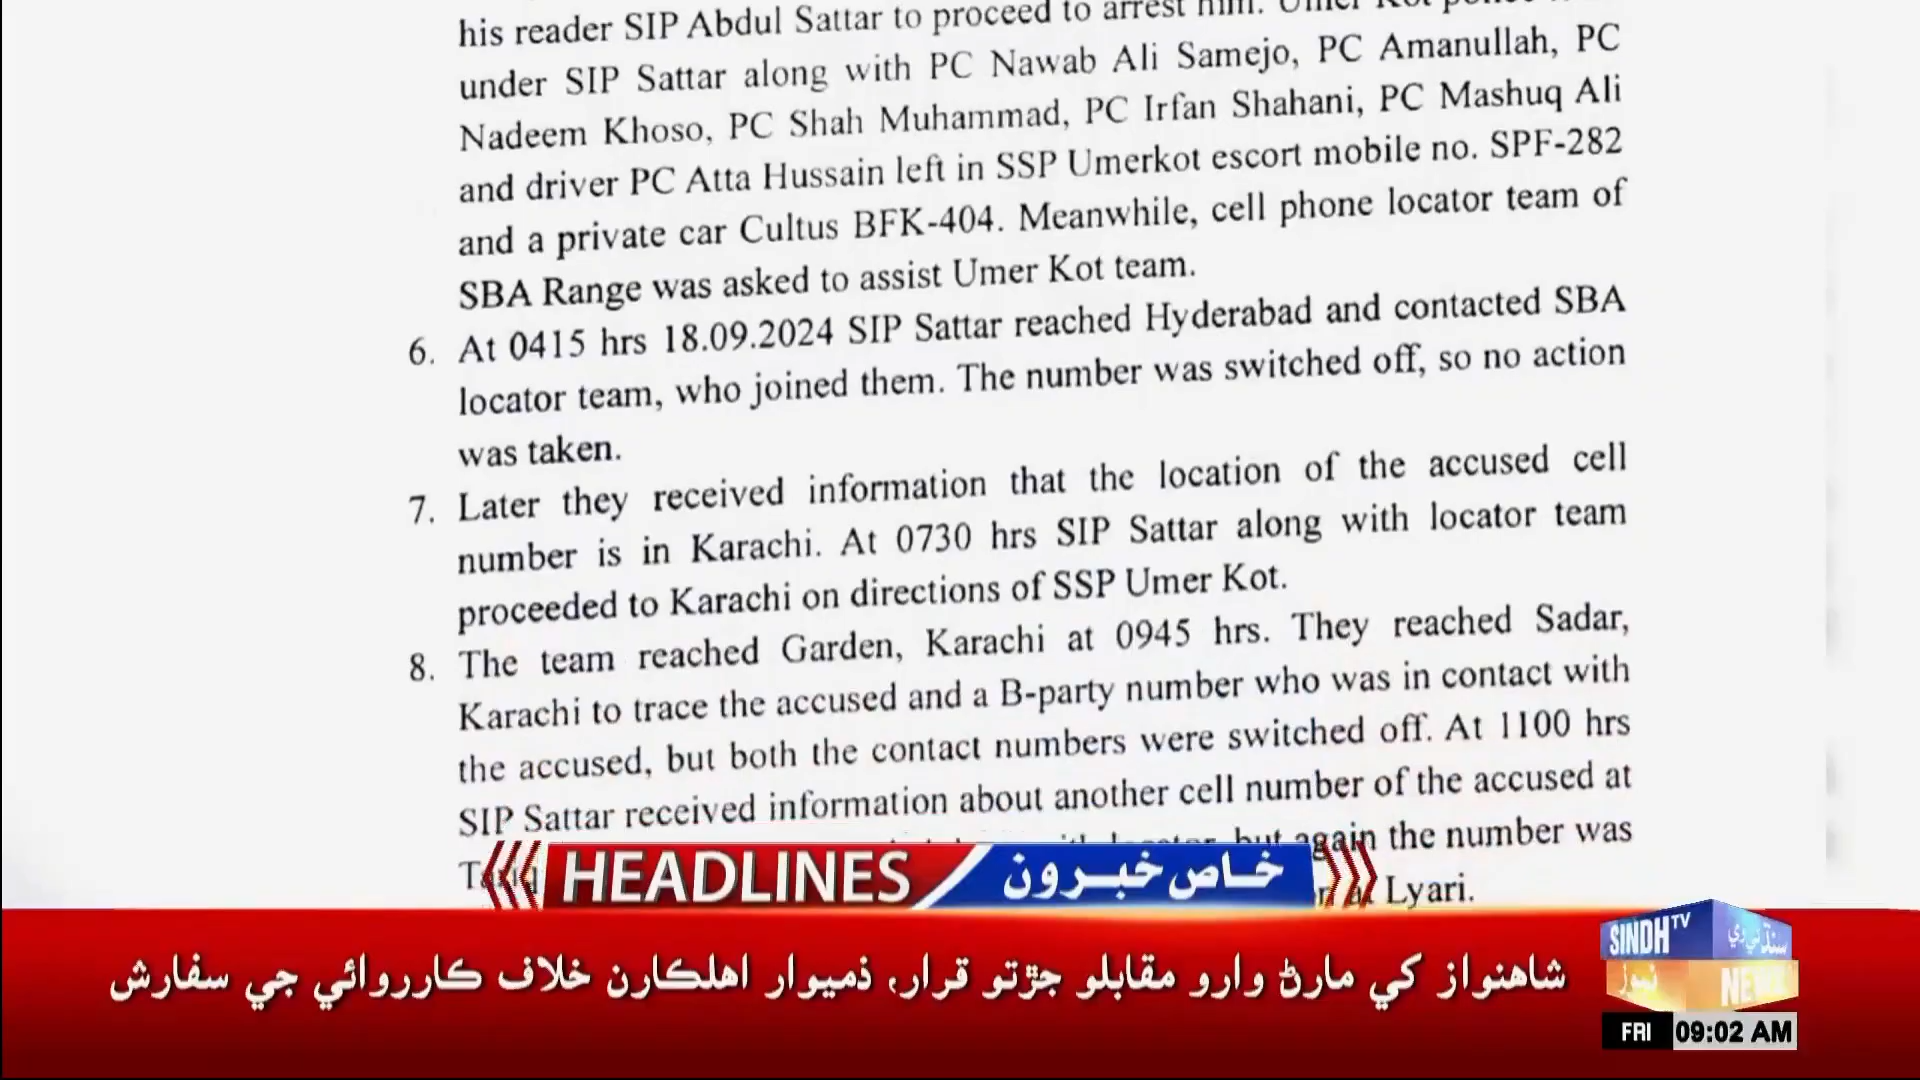 his reader SIP Abdul Sattar to proceed to arrest him. Umer Kot
under SIP Sattar along with PC Nawab Ali Samejo, PC Amanullah, PC
Nadeem Khoso, PC Shah Muhammad, PC Irfan Shahani, PC Mashuq Ali
and driver PC Atta Hussain left in SSP Umerkot escort mobile no. SPF-282
and a private car Cultus BFK-404. Meanwhile, cell phone locator team of
SBA Range was asked to assist Umer Kot team.
6. At 0415 hrs 18.09.2024 SIP Sattar reached Hyderabad and contacted SBA
locator team, who joined them. The number was switched off, so no action
was taken.
7. Later they received information that the location of the accused cell
number is in Karachi. At 0730 hrs SIP Sattar along with locator team
proceeded to Karachi on directions of SSP Umer Kot.
8. The team reached Garden, Karachi at 0945 hrs. They reached Sadar,
Karachi to trace the accused and a B-party number who was in contact with
the accused, but both the contact numbers were switched off. At 1100 hrs
SIP Sattar received information about another cell number of the accused at
but again the number was
Lyari.
HEADLINES خاص خبرون
شاهنواز کي مارڻ وارو مقابلو جڙتو قرار، ذميوار اهلڪارن خلاف ڪارروائي جي سفارش
SINDH TV سنڌ ٽي وي
نيوز NEWS
FRI 09:02 AM